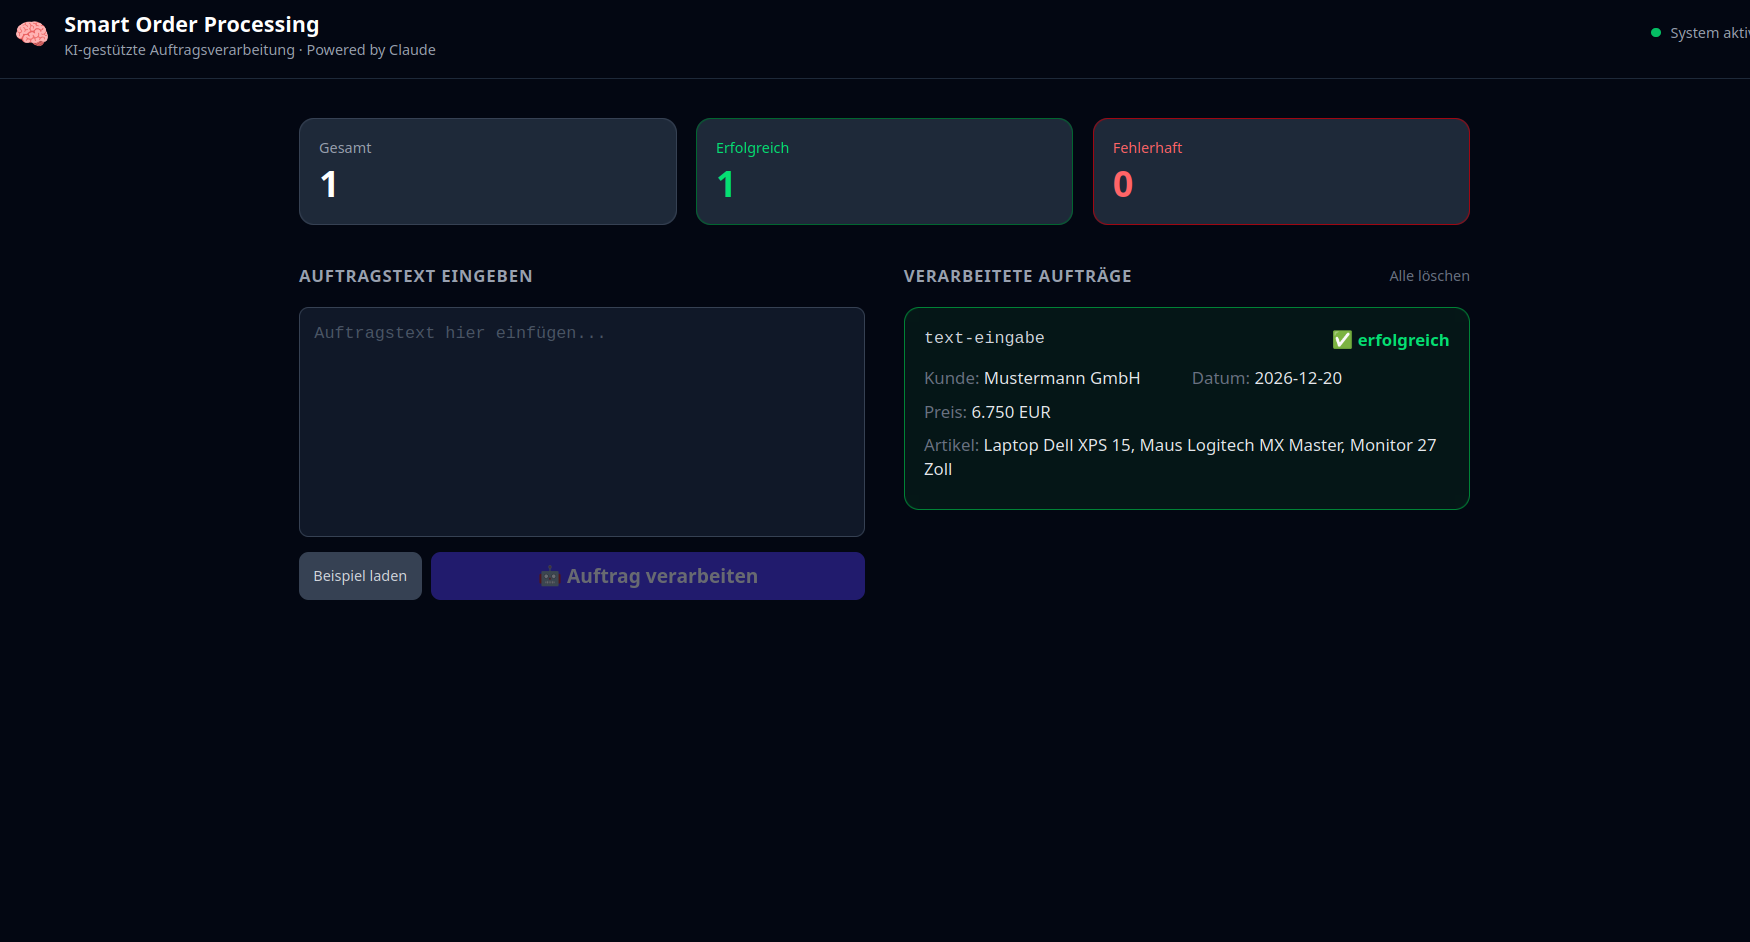 Smart Order Processing
KI-gestützte Auftragsverarbeitung · Powered by Claude
System aktiv
Gesamt
1
Erfolgreich
1
Fehlerhaft
0
AUFTRAGSTEXT EINGEBEN
Auftragstext hier einfügen...
Beispiel laden
🤖 Auftrag verarbeiten
VERARBEITETE AUFTRÄGE
Alle löschen
text-eingabe
✅ erfolgreich
Kunde: Mustermann GmbH
Datum: 2026-12-20
Preis: 6.750 EUR
Artikel: Laptop Dell XPS 15, Maus Logitech MX Master, Monitor 27
Zoll